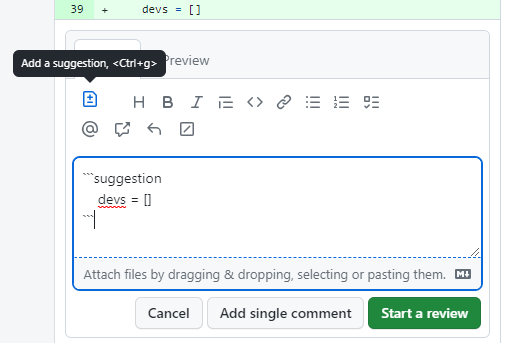 39 + devs = []
Add a suggestion, <Ctrl+g>
Preview
```suggestion
devs = []
```
Attach files by dragging & dropping, selecting or pasting them.
Cancel
Add single comment
Start a review